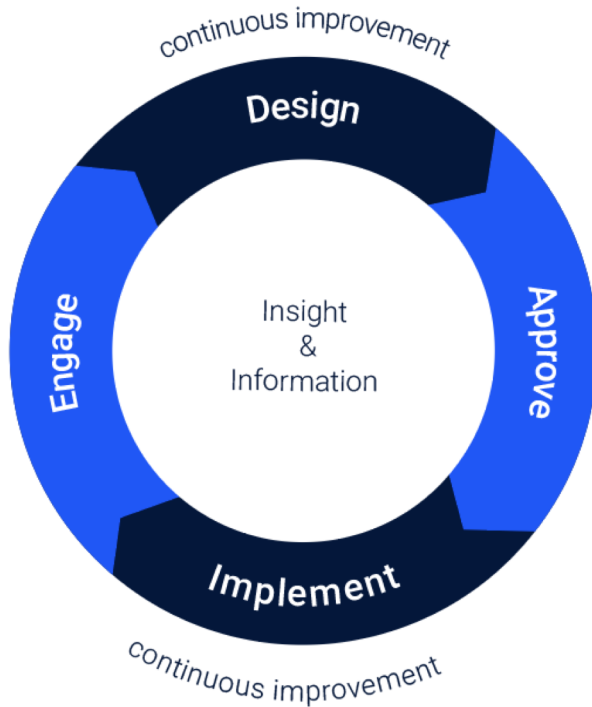 continuous improvement
Design
Approve
Implement
Engage
Insight
&
Information
continuous improvement